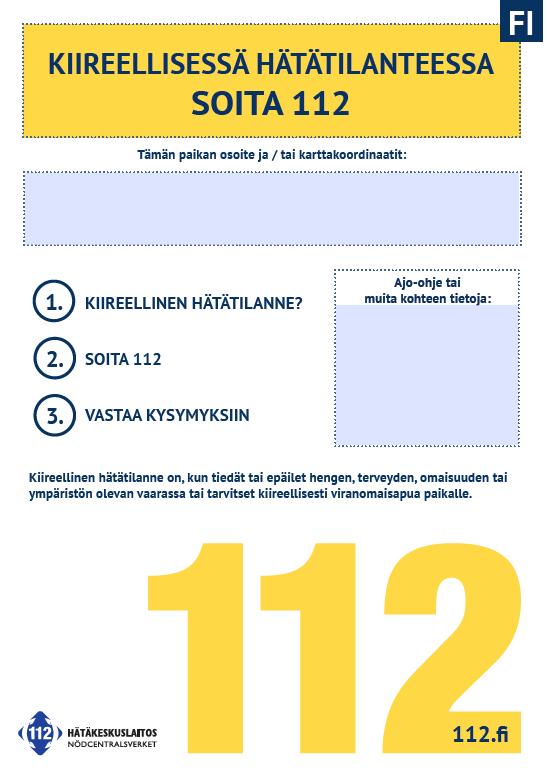 FI
KIIREELLISESSÄ HÄTÄTILANTEESSA
SOITA 112
Tämän paikan osoite ja / tai karttakoordinaatit:
1. KIIREELLINEN HÄTÄTILANNE?
2. SOITA 112
3. VASTAA KYSYMYKSIIN
Ajo-ohje tai
muita kohteen tietoja:
Kiireellinen hätätilanne on, kun tiedät tai epäilet hengen, terveyden, omaisuuden tai
ympäristön olevan vaarassa tai tarvitset kiireellisesti viranomaisapua paikalle.
112
112
HÄTÄKESKUSLAITOS
NÖDCENTRALSVERKET
112.fi